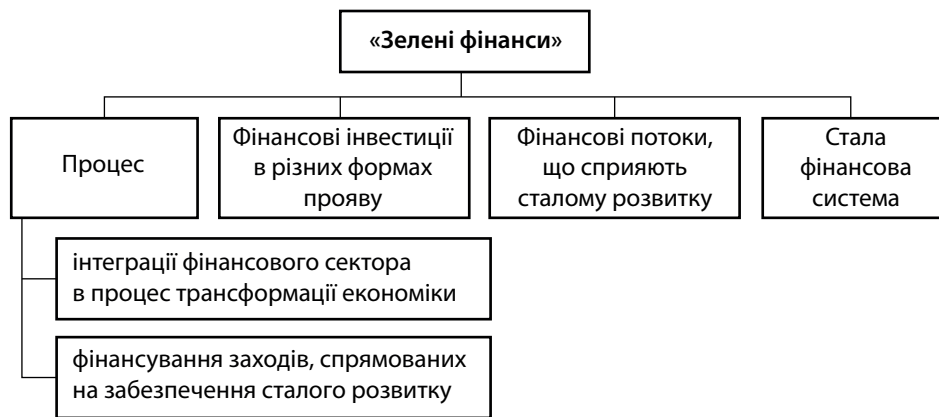 «Зелені фінанси»
Процес
Фінансові інвестиції
в різних формах
прояву
Фінансові потоки,
що сприяють
сталому розвитку
Стала
фінансова
система
інтеграції фінансового сектора
в процес трансформації економіки
фінансування заходів, спрямованих
на забезпечення сталого розвитку